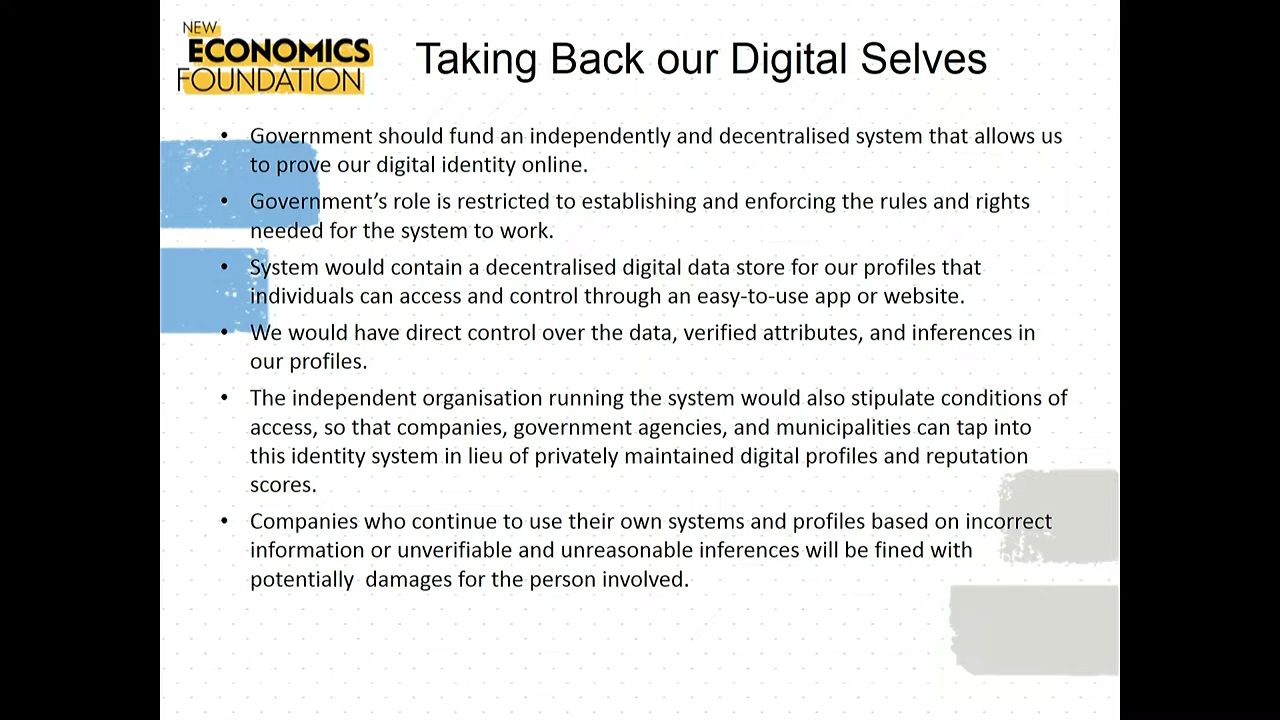 NEW
ECONOMICS
FOUNDATION
Taking Back our Digital Selves
• Government should fund an independently and decentralised system that allows us
to prove our digital identity online.
• Government’s role is restricted to establishing and enforcing the rules and rights
needed for the system to work.
• System would contain a decentralised digital data store for our profiles that
individuals can access and control through an easy-to-use app or website.
• We would have direct control over the data, verified attributes, and inferences in
our profiles.
• The independent organisation running the system would also stipulate conditions of
access, so that companies, government agencies, and municipalities can tap into
this identity system in lieu of privately maintained digital profiles and reputation
scores.
• Companies who continue to use their own systems and profiles based on incorrect
information or unverifiable and unreasonable inferences will be fined with
potentially  damages for the person involved.